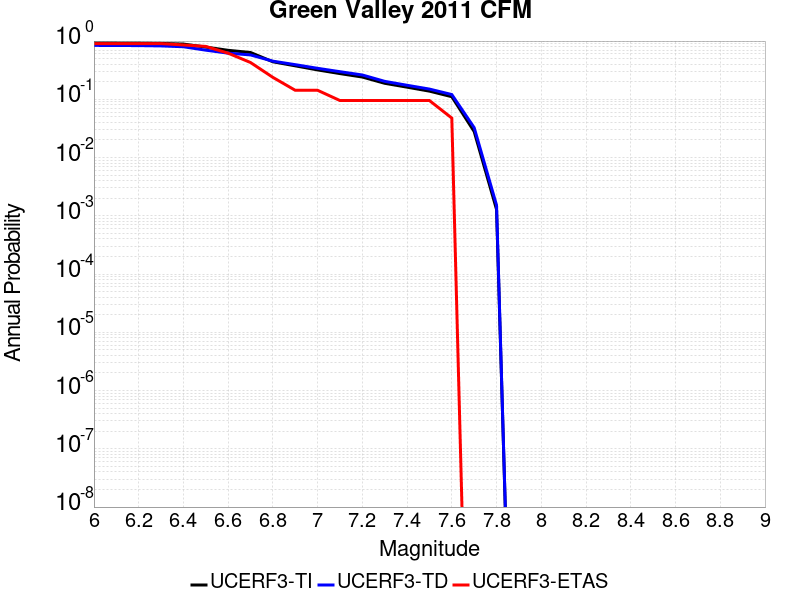 Green Valley 2011 CFM
10^0
10^-1
10^-2
10^-3
10^-4
10^-5
10^-6
10^-7
10^-8
Annual Probability
6 6.2 6.4 6.6 6.8 7 7.2 7.4 7.6 7.8 8 8.2 8.4 8.6 8.8 9
Magnitude
UCERF3-TI UCERF3-TD UCERF3-ETAS